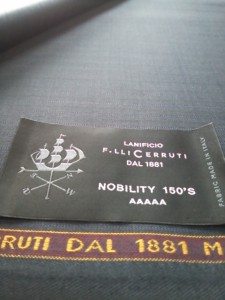 LANIFICIO
F.LLI CERRUTI
DAL 1881
NOBILITY 150'S
AAAAA
FABRIC MADE IN ITALY
RUTI DAL 1881 M